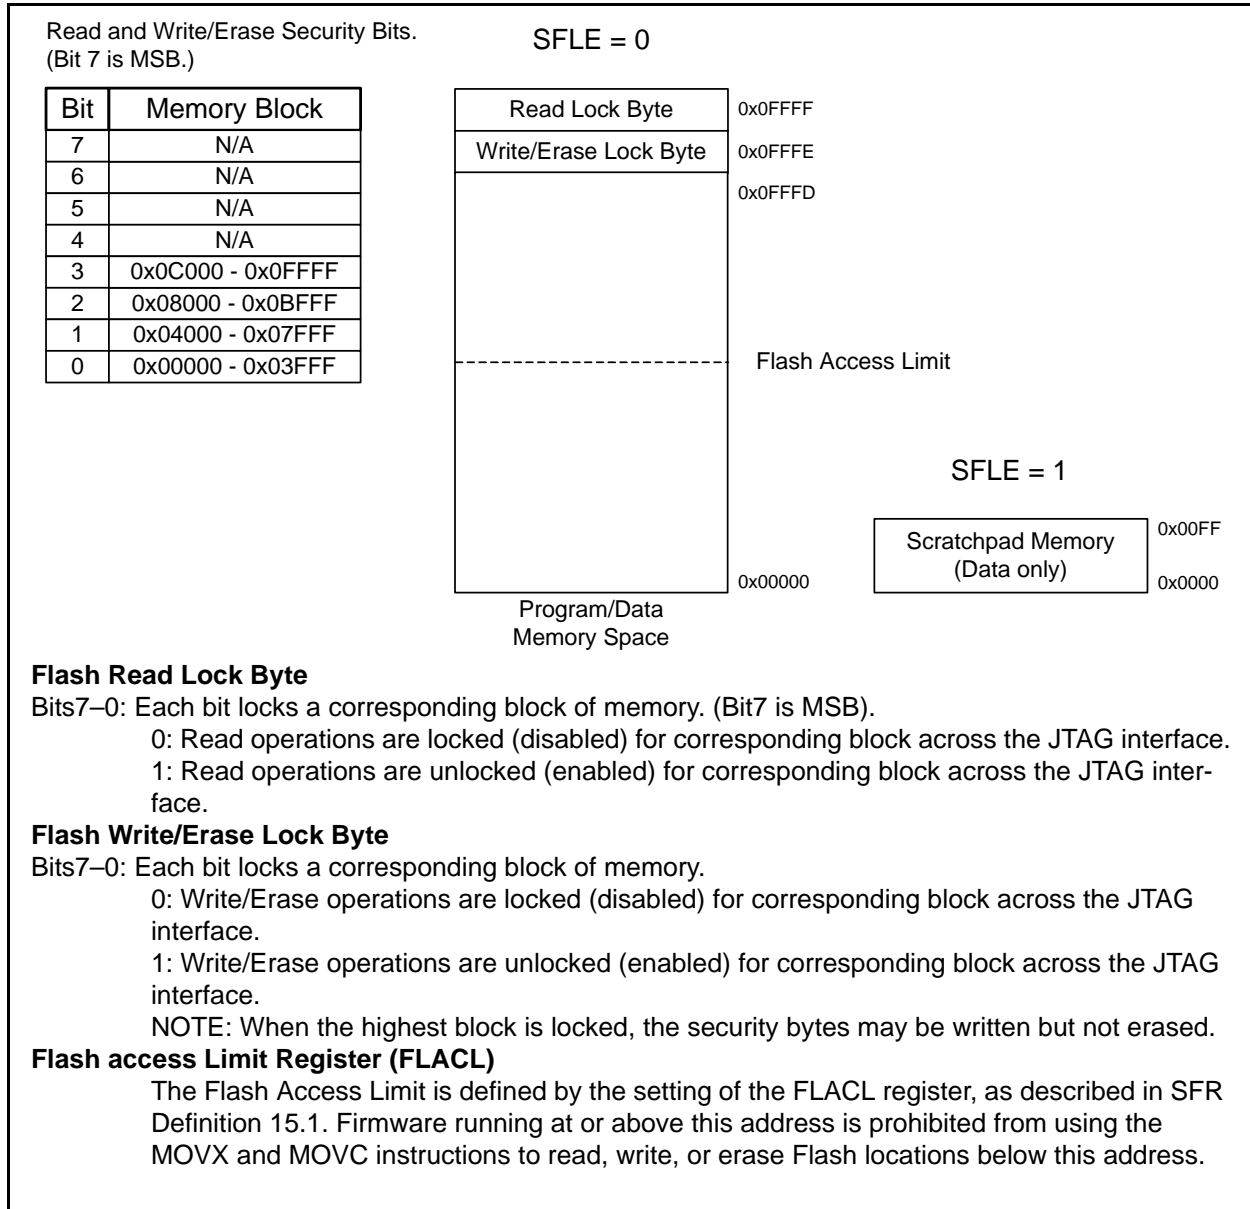 Read and Write/Erase Security Bits.
(Bit 7 is MSB.)
SFLE = 0
Bit Memory Block
7 N/A
6 N/A
5 N/A
4 N/A
3 0x0C000 - 0x0FFFF
2 0x08000 - 0x0BFFF
1 0x04000 - 0x07FFF
0 0x00000 - 0x03FFF
Read Lock Byte 0x0FFFF
Write/Erase Lock Byte 0x0FFFE
0x0FFFD
Flash Access Limit
0x00000
Program/Data
Memory Space
SFLE = 1
Scratchpad Memory
(Data only)
0x00FF
0x0000
Flash Read Lock Byte
Bits7–0: Each bit locks a corresponding block of memory. (Bit7 is MSB).
0: Read operations are locked (disabled) for corresponding block across the JTAG interface.
1: Read operations are unlocked (enabled) for corresponding block across the JTAG inter-
face.
Flash Write/Erase Lock Byte
Bits7–0: Each bit locks a corresponding block of memory.
0: Write/Erase operations are locked (disabled) for corresponding block across the JTAG
interface.
1: Write/Erase operations are unlocked (enabled) for corresponding block across the JTAG
interface.
NOTE: When the highest block is locked, the security bytes may be written but not erased.
Flash access Limit Register (FLACL)
The Flash Access Limit is defined by the setting of the FLACL register, as described in SFR
Definition 15.1. Firmware running at or above this address is prohibited from using the
MOVX and MOVC instructions to read, write, or erase Flash locations below this address.